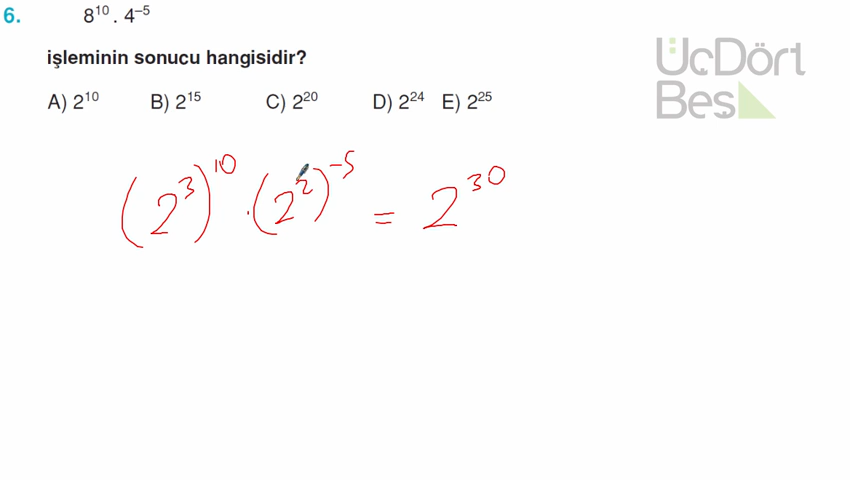 6. 8¹⁰ . 4⁻⁵
işleminin sonucu hangisidir?
A) 2¹⁰ B) 2¹⁵ C) 2²⁰ D) 2²⁴ E) 2²⁵
(2³)¹⁰ . (2²)⁻⁵ = 2³⁰
ÜçDört
Beş